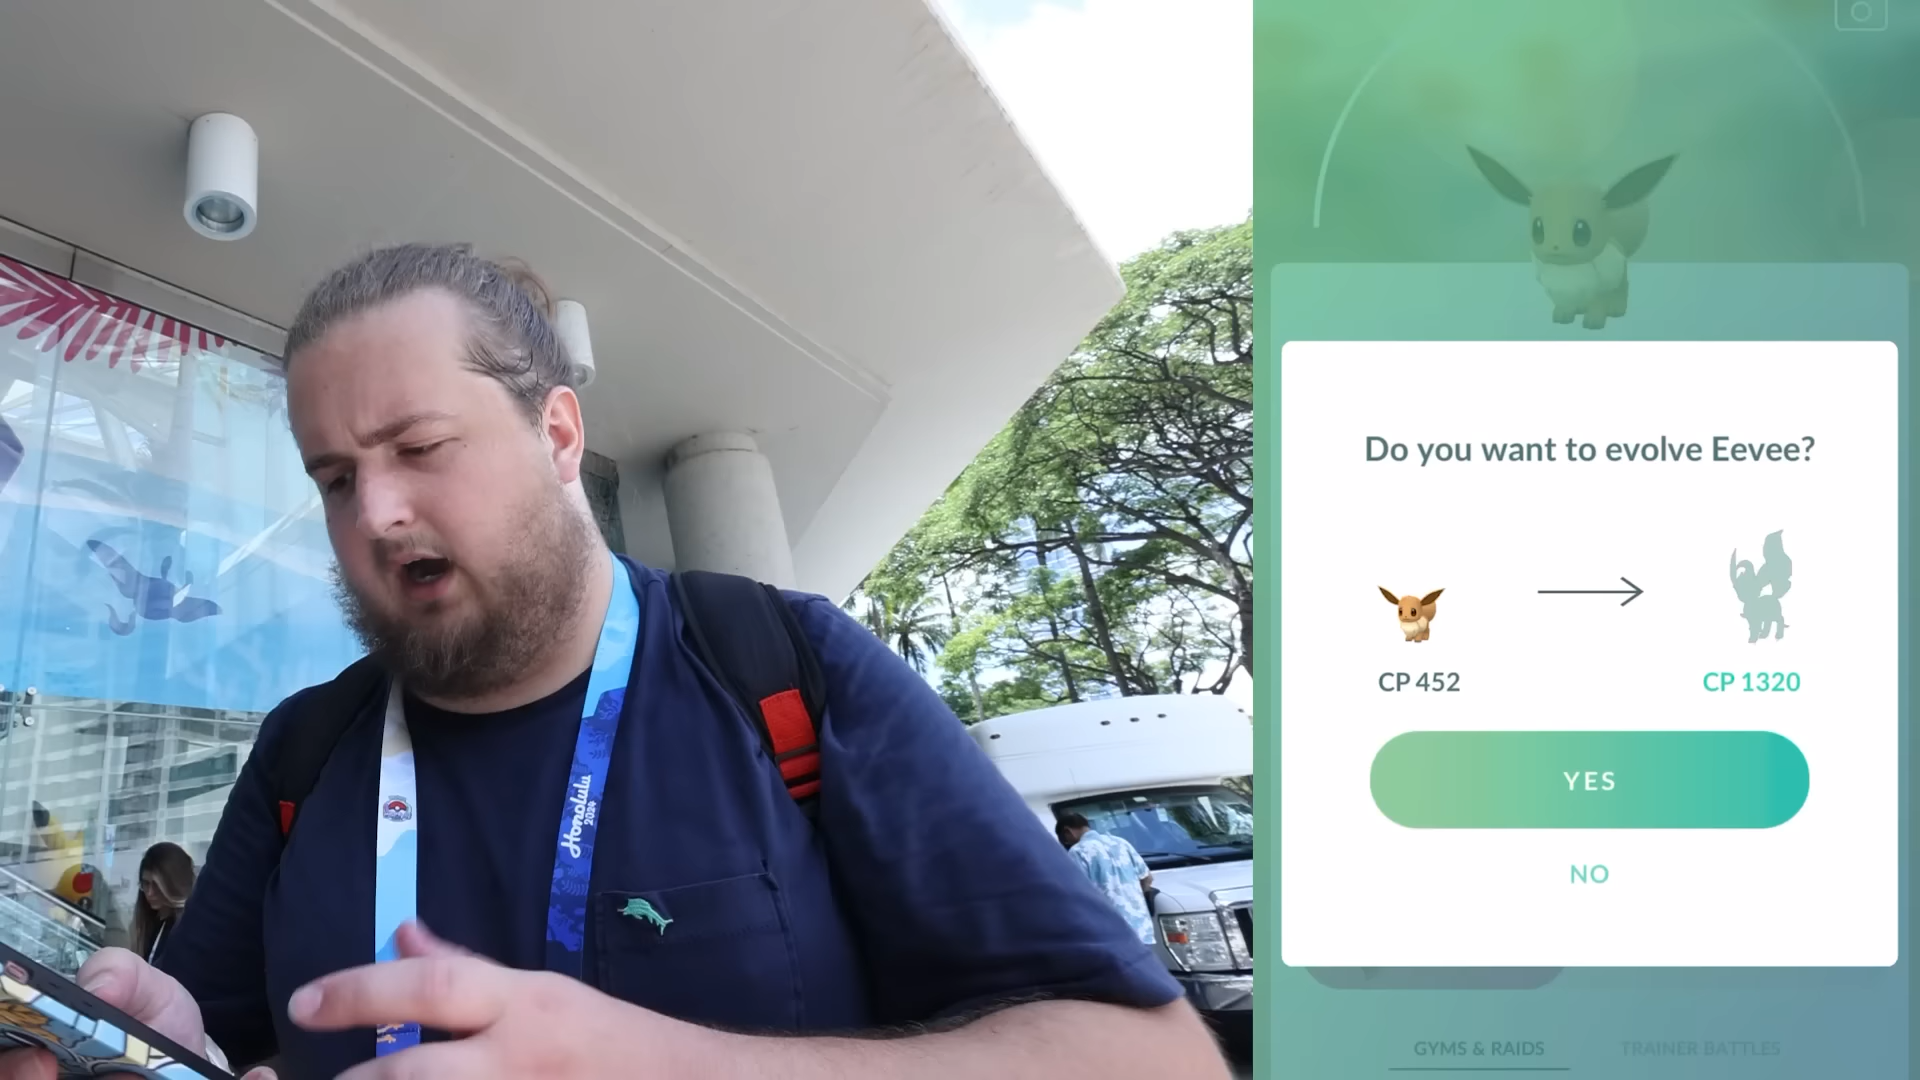 Honolulu
2024
Do you want to evolve Eevee?
CP 452
CP 1320
YES
NO
GYMS & RAIDS
TRAINER BATTLES